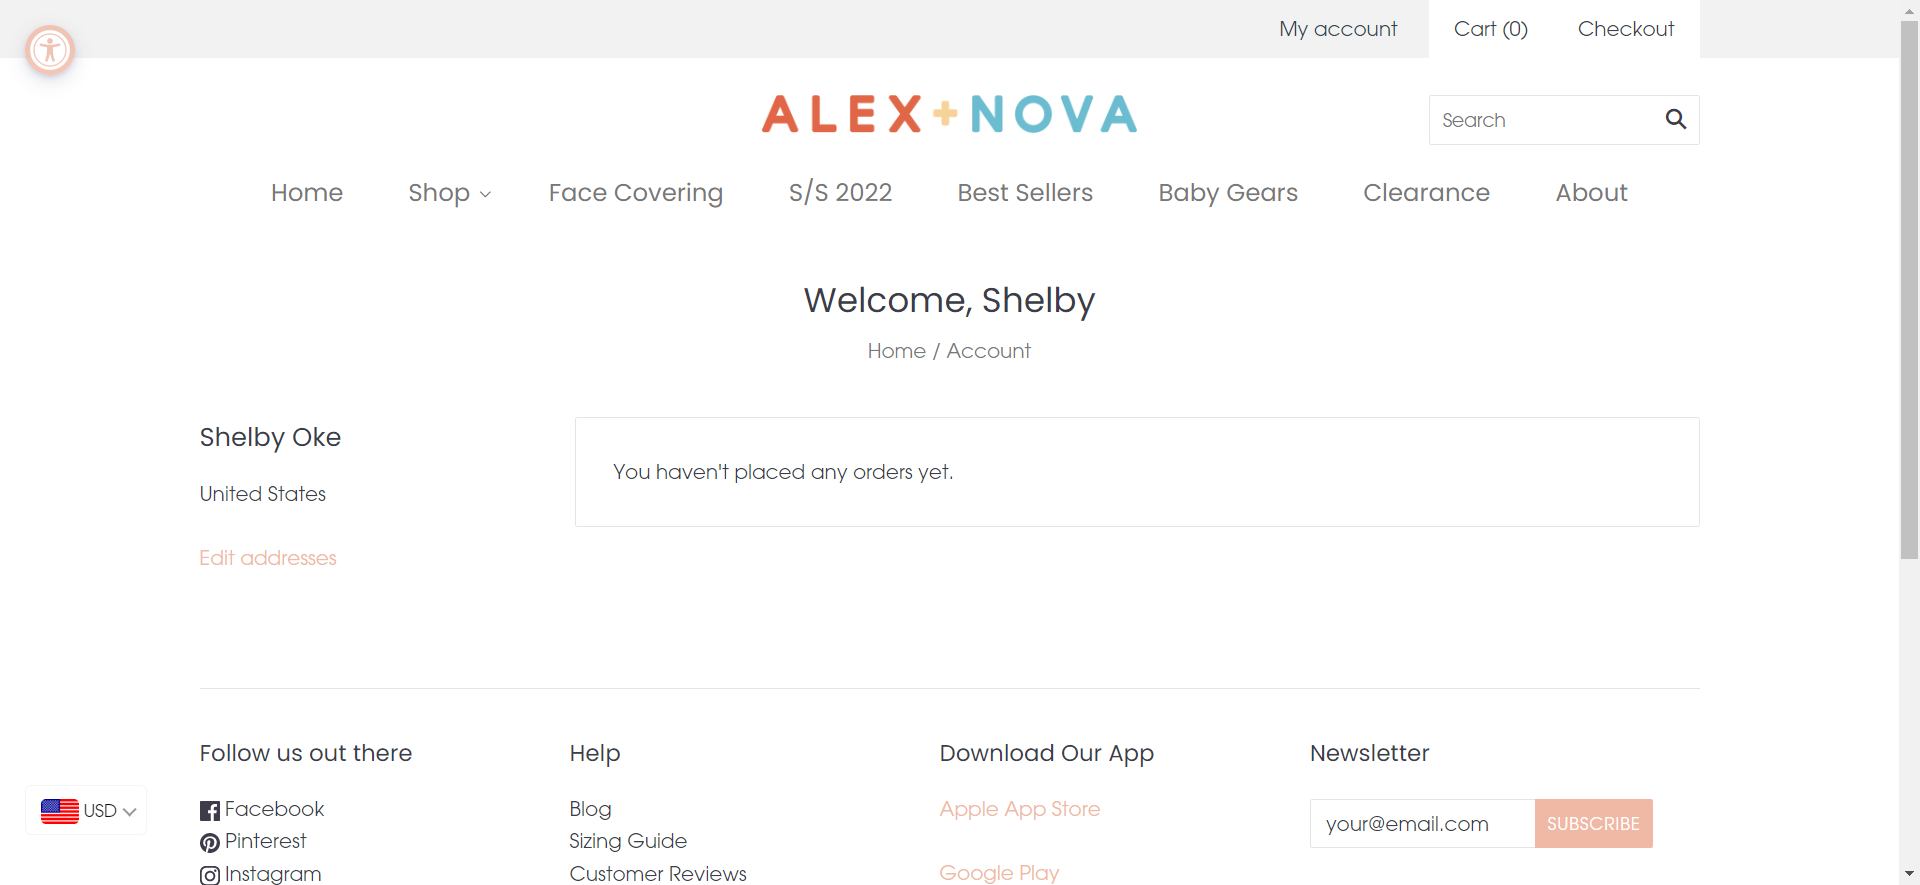 My account
Cart (0)
Checkout
ALEX+NOVA
Search
Home
Shop
Face Covering
S/S 2022
Best Sellers
Baby Gears
Clearance
About
Welcome, Shelby
Home / Account
Shelby Oke
United States
Edit addresses
You haven't placed any orders yet.
Follow us out there
Facebook
Pinterest
Instagram
Help
Blog
Sizing Guide
Customer Reviews
Download Our App
Apple App Store
Google Play
Newsletter
your@email.com
SUBSCRIBE
USD